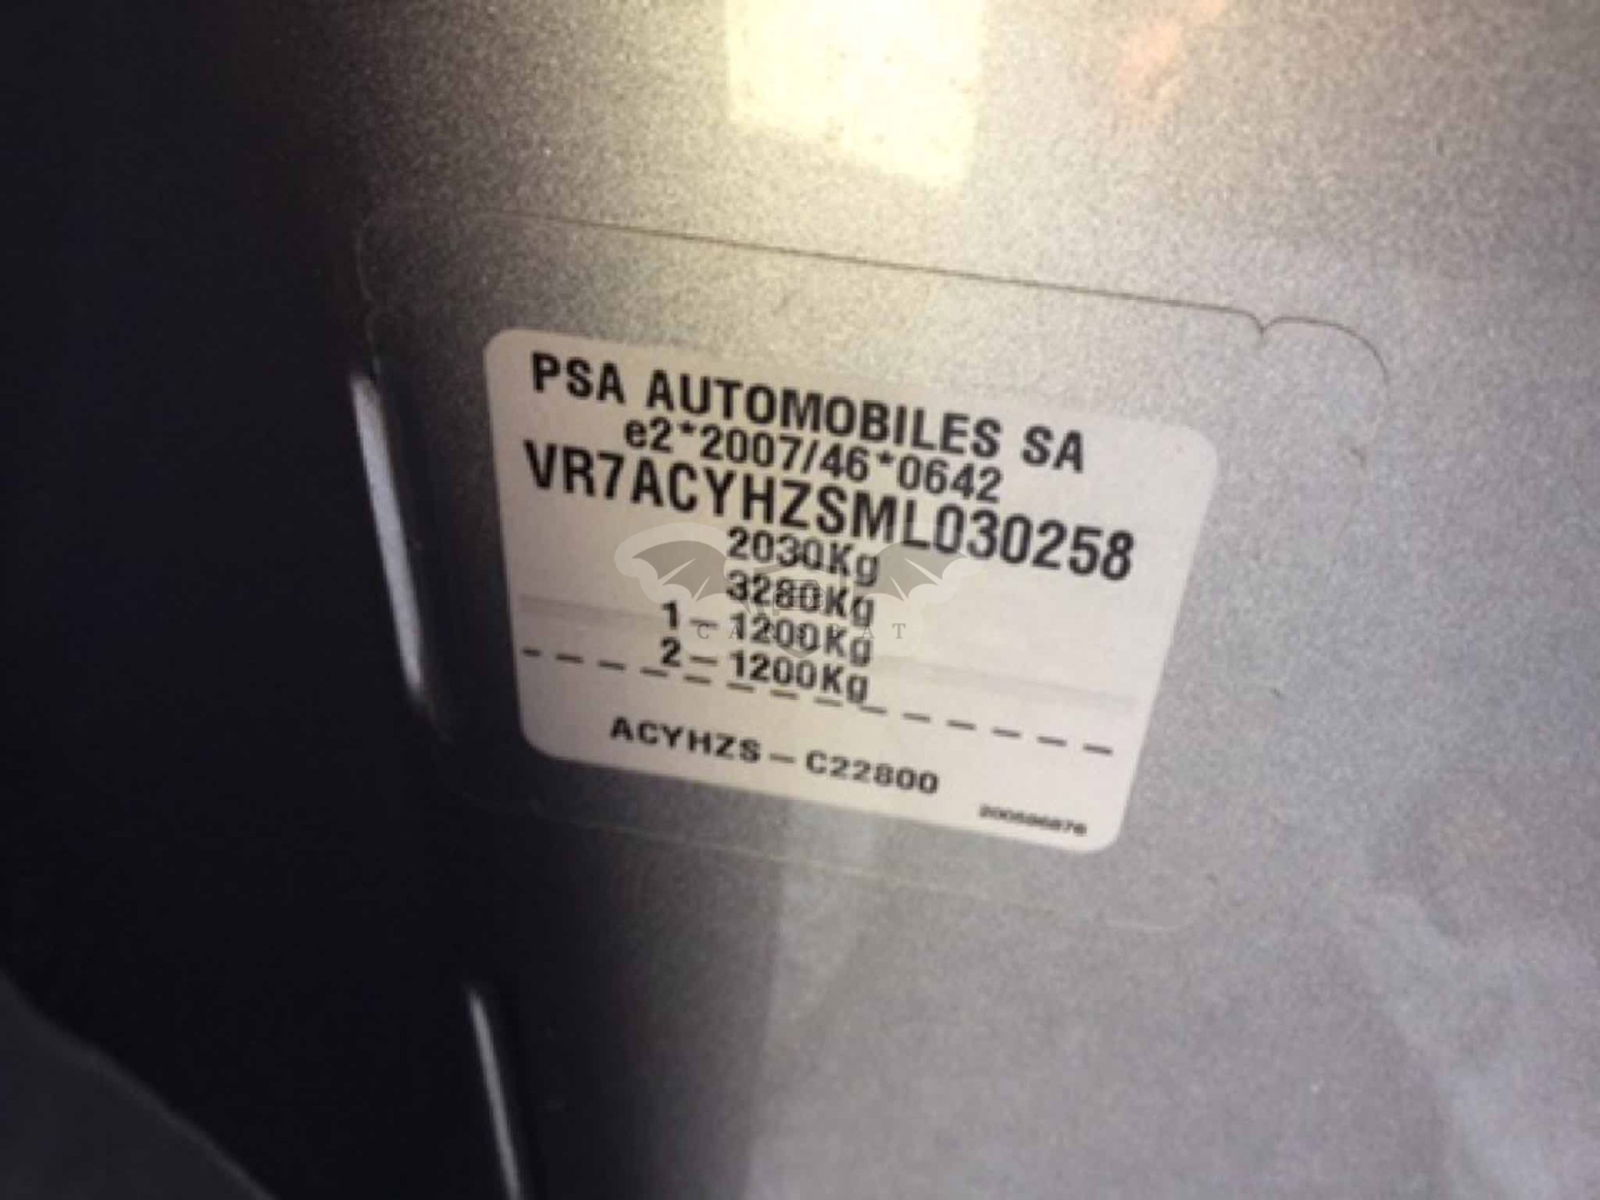 PSA AUTOMOBILES SA
e2*2007/46*0642
VR7ACYHZSML030258
2030Kg
3280Kg
1-1200Kg
2-1200Kg
ACYHZS-C22800